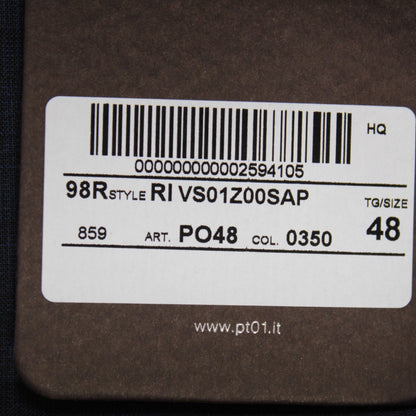 HQ
000000000002594105
98R STYLE RI VS01Z00SAP TG/SIZE
859 ART. PO48 COL. 0350 48
www.pt01.it